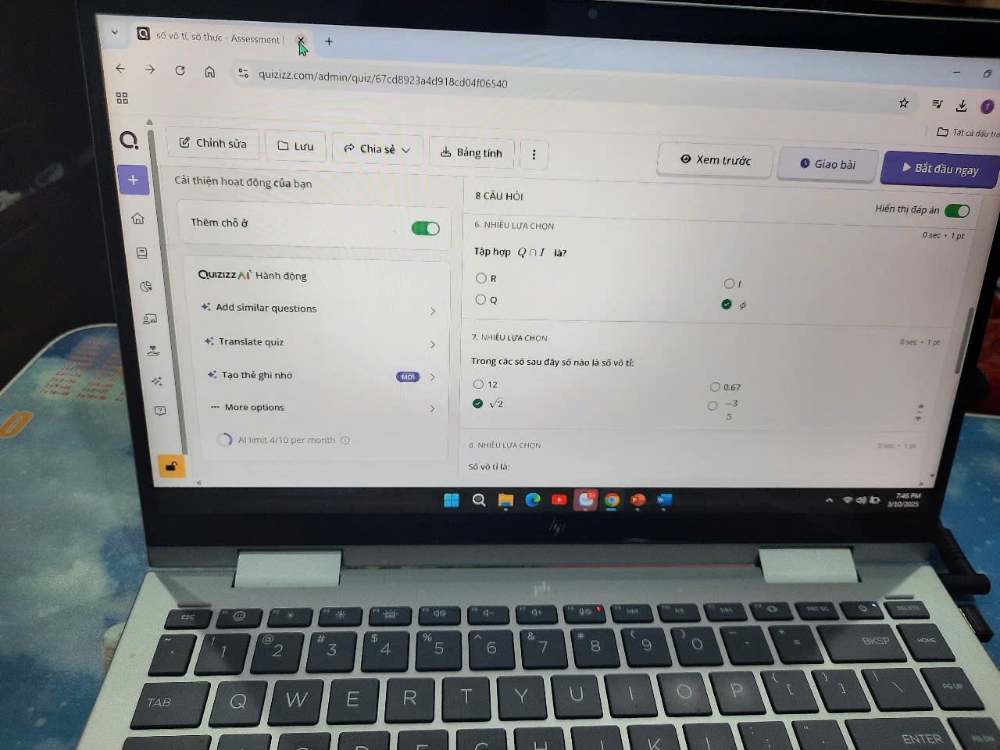 số vô tỉ, số thực - Assessment |
quizizz.com/admin/quiz/67cd8923a4d918cd04f06540
Tất cả dấu tra
Chỉnh sửa
Lưu
Chia sẻ
Bảng tính
Xem trước
Giao bài
Bắt đầu ngay
Cải thiện hoạt động của bạn
Thêm chỗ ở
Quizizz AI Hành động
Add similar questions
Translate quiz
Tạo thẻ ghi nhớ
MỚI
More options
AI limit 4/10 per month
8 CÂU HỎI
Hiển thị đáp án
6. NHIỀU LỰA CHỌN
0 sec • 1 pt
Tập hợp Q ∩ I là?
R
I
Q
ϕ
7. NHIỀU LỰA CHỌN
0 sec • 1 pt
Trong các số sau đây số nào là số vô tỉ:
12
0.67
√2
−3
5
8. NHIỀU LỰA CHỌN
0 sec • 1 pt
Số vô tỉ là:
7:46 PM
3/10/2025
hp
ESC
PRT SC
DELETE
~ ! @ # $ % ^ & * ( ) - + BKSP HOME
1 2 3 4 5 6 7 8 9 0 - =
TAB Q W E R T Y U I O P { [ } ] | \ PG UP
ENTER